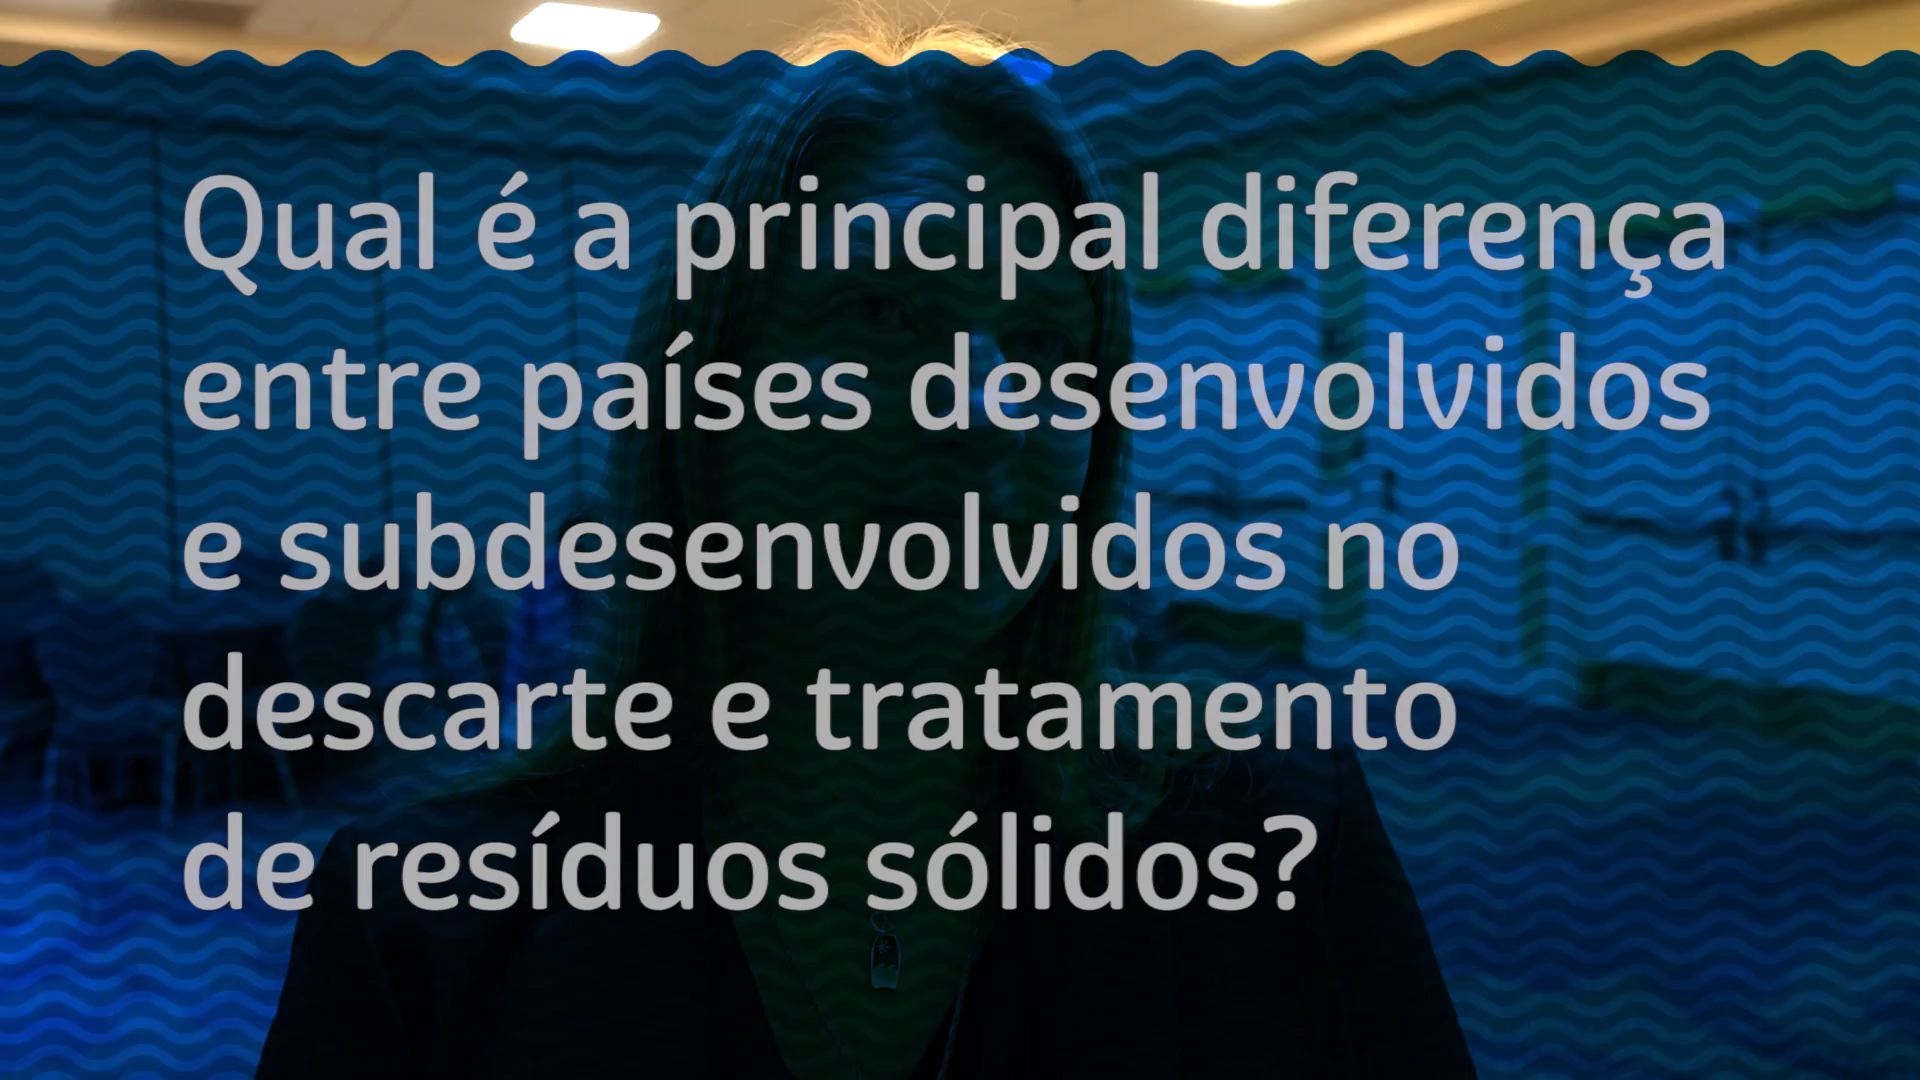 Qual é a principal diferença
entre países desenvolvidos
e subdesenvolvidos no
descarte e tratamento
de resíduos sólidos?